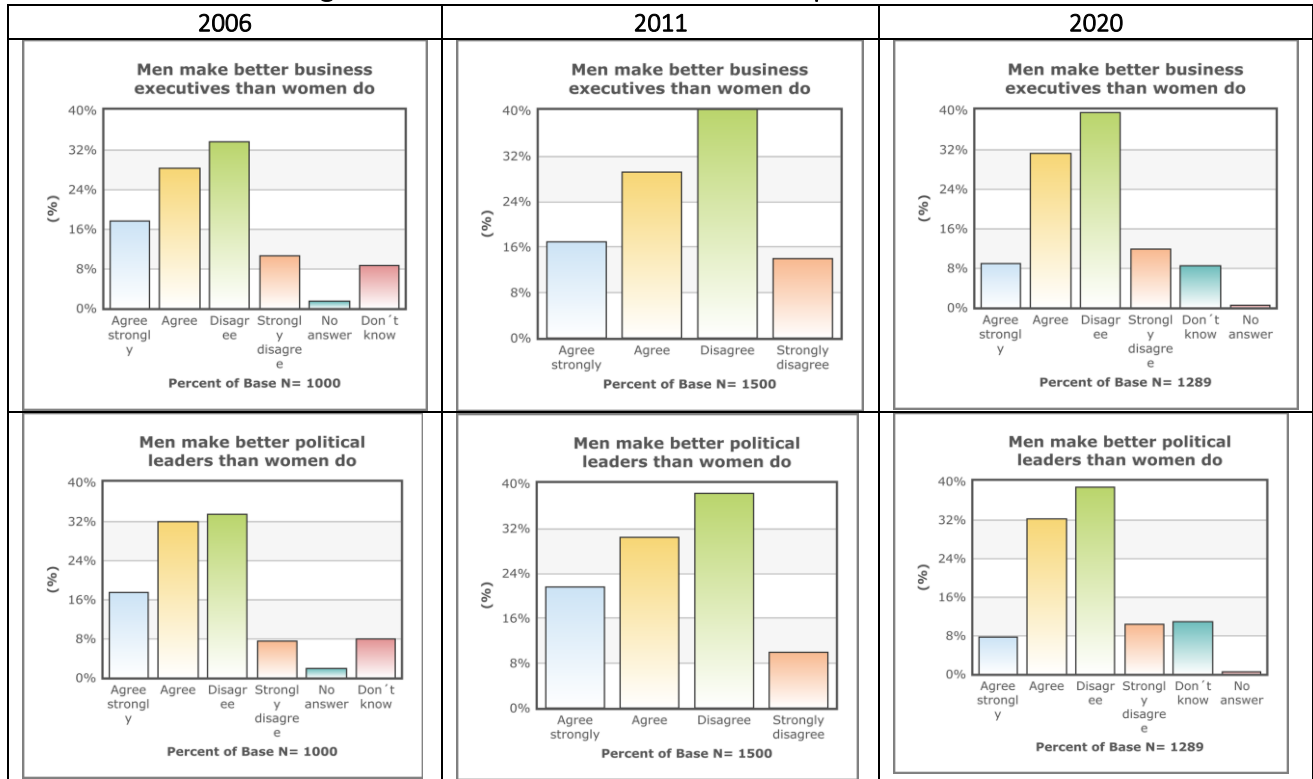 2006
2011
2020
Men make better business
executives than women do
40%
32%
24%
16%
8%
0%
(%)
Agree
strongl
y
Agree
Disagr
ee
Strongl
y
disagre
e
No
answer
Don´t
know
Percent of Base N= 1000
Men make better business
executives than women do
40%
32%
24%
16%
8%
0%
(%)
Agree
strongly
Agree
Disagree
Strongly
disagree
Percent of Base N= 1500
Men make better business
executives than women do
40%
32%
24%
16%
8%
0%
(%)
Agree
strongl
y
Agree
Disagr
ee
Strongl
y
disagre
e
Don´t
know
No
answer
Percent of Base N= 1289
Men make better political
leaders than women do
40%
32%
24%
16%
8%
0%
(%)
Agree
strongl
y
Agree
Disagr
ee
Strongl
y
disagre
e
No
answer
Don´t
know
Percent of Base N= 1000
Men make better political
leaders than women do
40%
32%
24%
16%
8%
0%
(%)
Agree
strongly
Agree
Disagree
Strongly
disagree
Percent of Base N= 1500
Men make better political
leaders than women do
40%
32%
24%
16%
8%
0%
(%)
Agree
strongl
y
Agree
Disagr
ee
Strongl
y
disagre
e
Don´t
know
No
answer
Percent of Base N= 1289